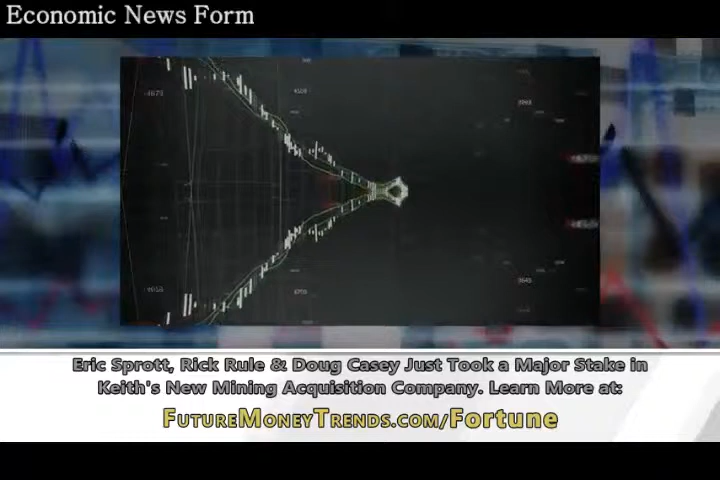 Economic News Form
Eric Sprott, Rick Rule & Doug Casey Just Took a Major Stake in
Keith's New Mining Acquisition Company. Learn More at:
FutureMoneyTrends.com/Fortune